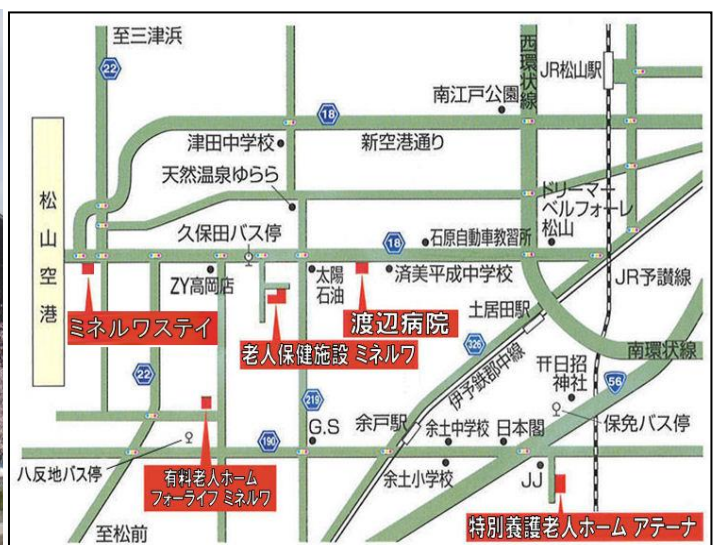 至三津浜
22
西環状線
JR松山駅
南江戸公園
18
津田中学校
新空港通り
天然温泉ゆらら
ドリーマー
ベルフォーレ
松山
松山空港
久保田バス停
18
石原自動車教習所
ZY高岡店
太陽
石油
済美平成中学校
JR予讃線
ミネルワステイ
老人保健施設 ミネルワ
渡辺病院
土居田駅
326
伊予鉄郡中線
南環状線
22
日招
神社
56
219
G.S
余戸駅
余土中学校
日本閣
保免バス停
190
八反地バス停
有料老人ホーム
フォーライフ ミネルワ
余土小学校
JJ
至松前
特別養護老人ホーム アテーナ